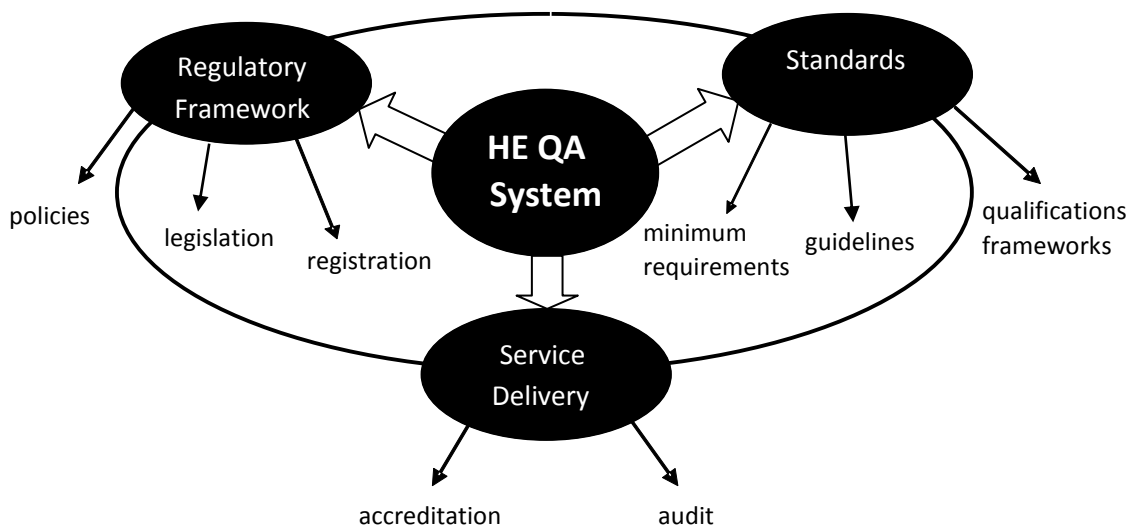 Regulatory
Framework
Standards
HE QA
System
policies
legislation
registration
minimum
requirements
guidelines
qualifications
frameworks
Service
Delivery
accreditation
audit